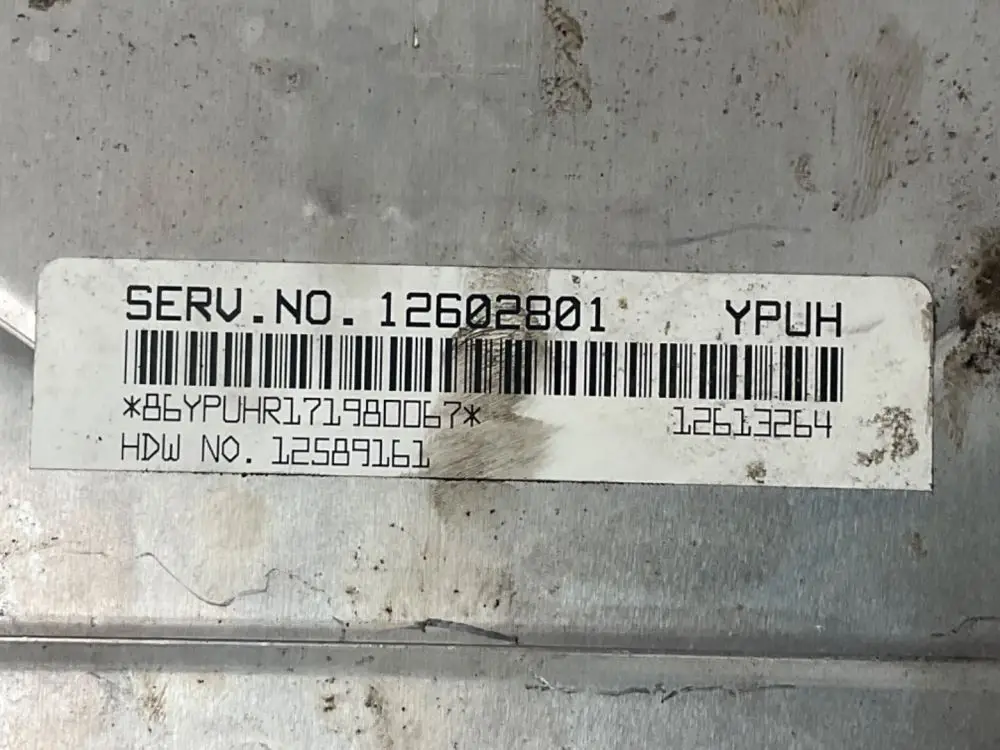 SERV.NO. 12602801 YPUH
*86YPUHR171980067* 12613264
HDW NO. 12589161